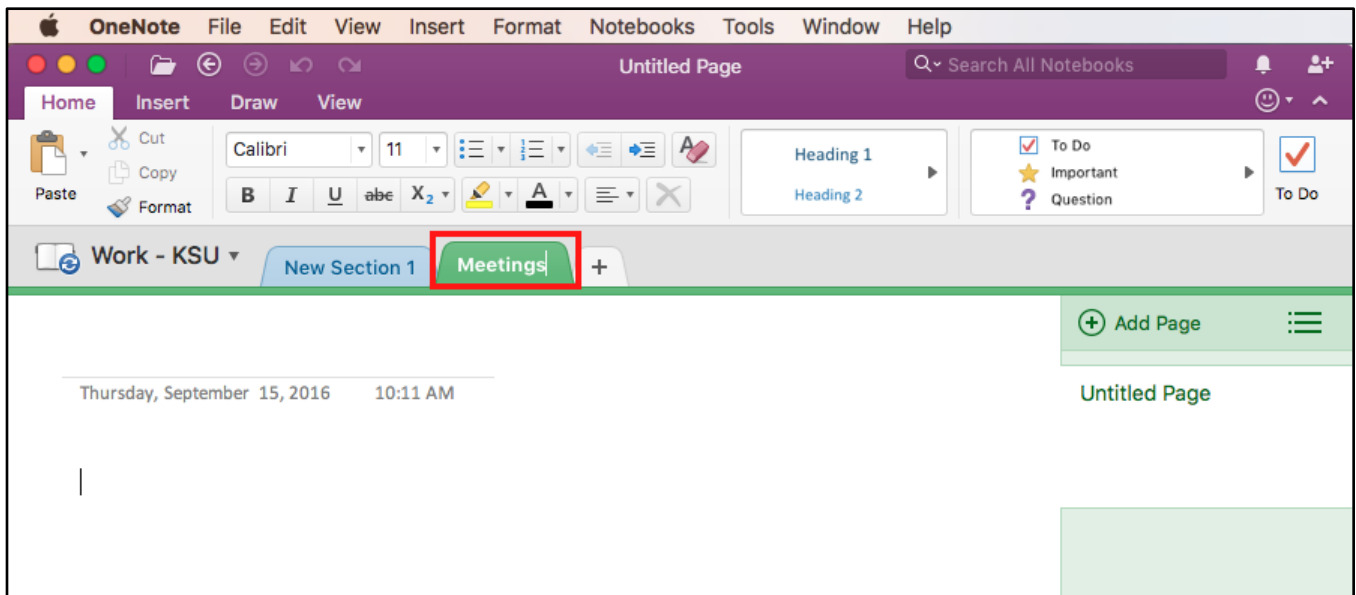 OneNote File Edit View Insert Format Notebooks Tools Window Help
Untitled Page
Search All Notebooks
Home Insert Draw View
Paste
Cut
Copy
Format
Calibri 11
B I U abc X2 A
Heading 1
Heading 2
To Do
Important
Question
To Do
Work - KSU
New Section 1
Meetings
+
Add Page
Thursday, September 15, 2016 10:11 AM
Untitled Page